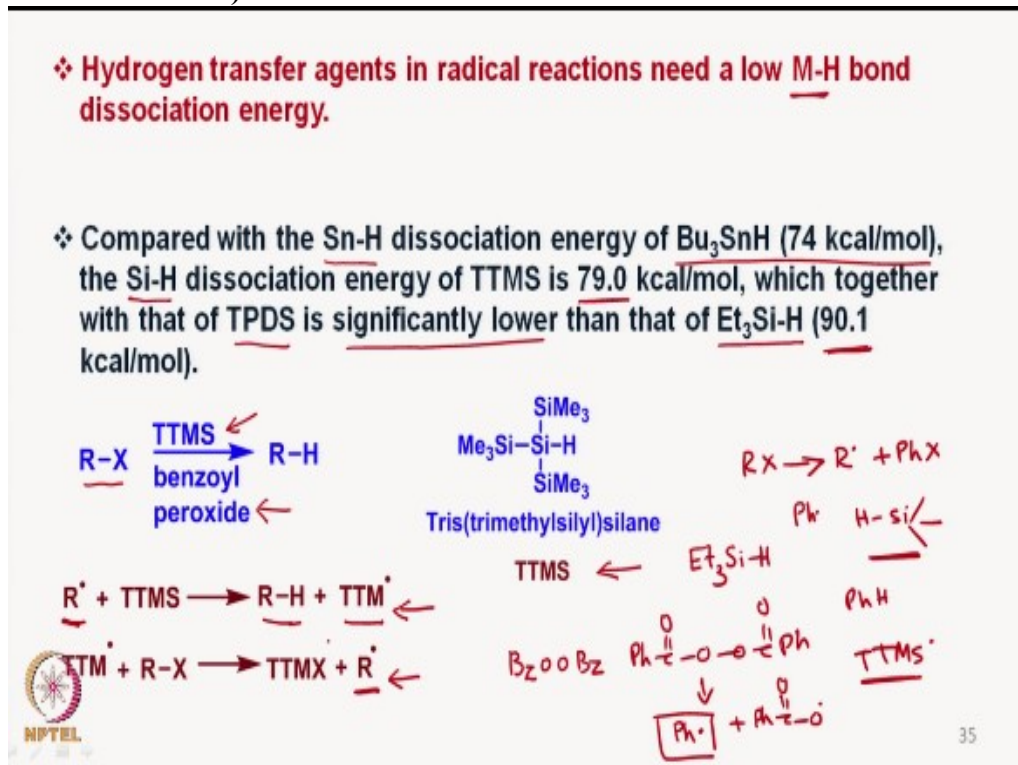 ❖ Hydrogen transfer agents in radical reactions need a low M-H bond
dissociation energy.
❖ Compared with the Sn-H dissociation energy of Bu₃SnH (74 kcal/mol),
the Si-H dissociation energy of TTMS is 79.0 kcal/mol, which together
with that of TPDS is significantly lower than that of Et₃Si-H (90.1
kcal/mol).
R–X TTMS benzoyl peroxide R–H
SiMe₃
Me₃Si–Si–H
SiMe₃
Tris(trimethylsilyl)silane
TTMS
RX → R· + PhX
Ph· H-Si
Et₃Si-H
PhH
TTMS·
R· + TTMS → R–H + TTM·
TTM· + R–X → TTMX + R·
BzOOBz
O O
Ph-C-O-O-C-Ph
O
Ph· + Ph-C-O·
NPTEL
35